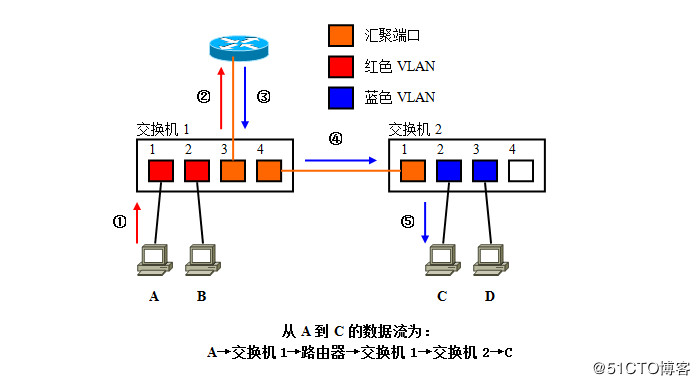 汇聚端口
红色 VLAN
蓝色 VLAN
② ③
交换机 1
1 2 3 4
④
交换机 2
1 2 3 4
①
⑤
A B
C D
从 A 到 C 的数据流为：
A→交换机 1→路由器→交换机 1→交换机 2→C
@51CTO博客